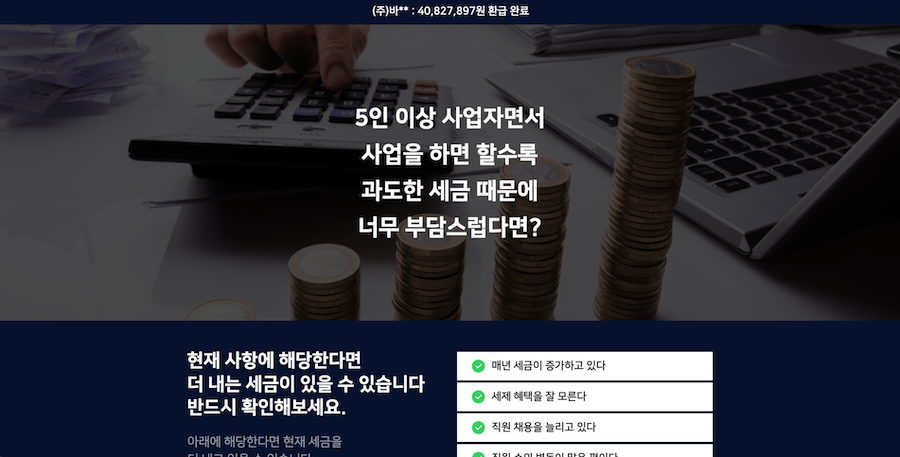 (주)바** : 40,827,897원 환급 완료
5인 이상 사업자면서
사업을 하면 할수록
과도한 세금 때문에
너무 부담스럽다면?
현재 사항에 해당한다면
더 내는 세금이 있을 수 있습니다
반드시 확인해보세요.
아래에 해당한다면 현재 세금을
매년 세금이 증가하고 있다
세제 혜택을 잘 모른다
직원 채용을 늘리고 있다